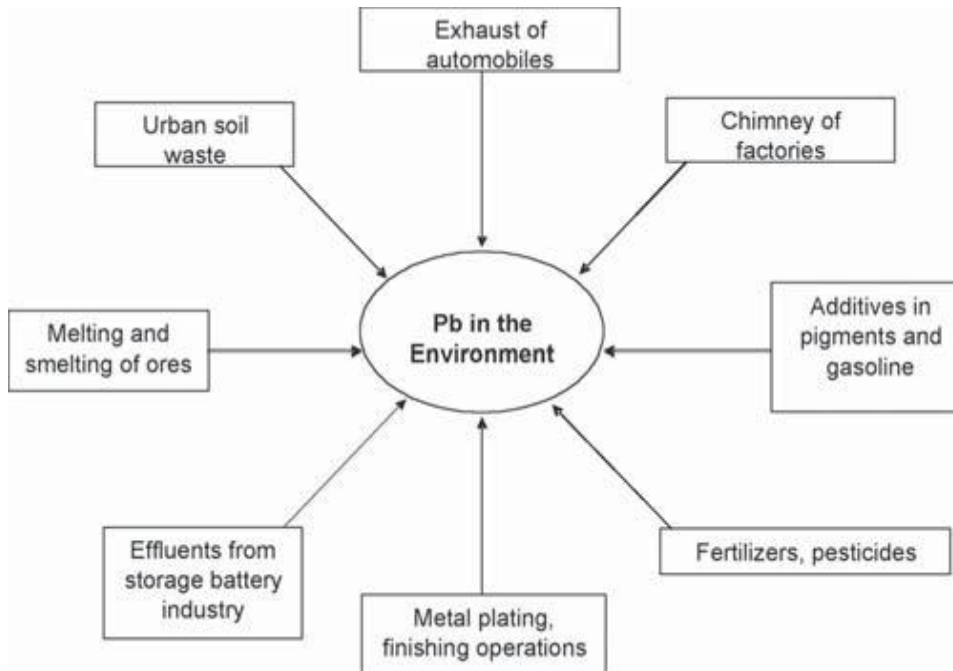 Exhaust of
automobiles
Urban soil
waste
Chimney of
factories
Pb in the
Environment
Melting and
smelting of ores
Additives in
pigments and
gasoline
Effluents from
storage battery
industry
Metal plating,
finishing operations
Fertilizers, pesticides